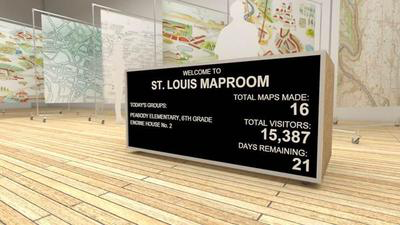 WELCOME TO
ST. LOUIS MAPROOM
TODAY'S GROUPS:
PEABODY ELEMENTARY, 6TH GRADE
ENGINE HOUSE No. 2
TOTAL MAPS MADE:
16
TOTAL VISITORS:
15,387
DAYS REMAINING:
21